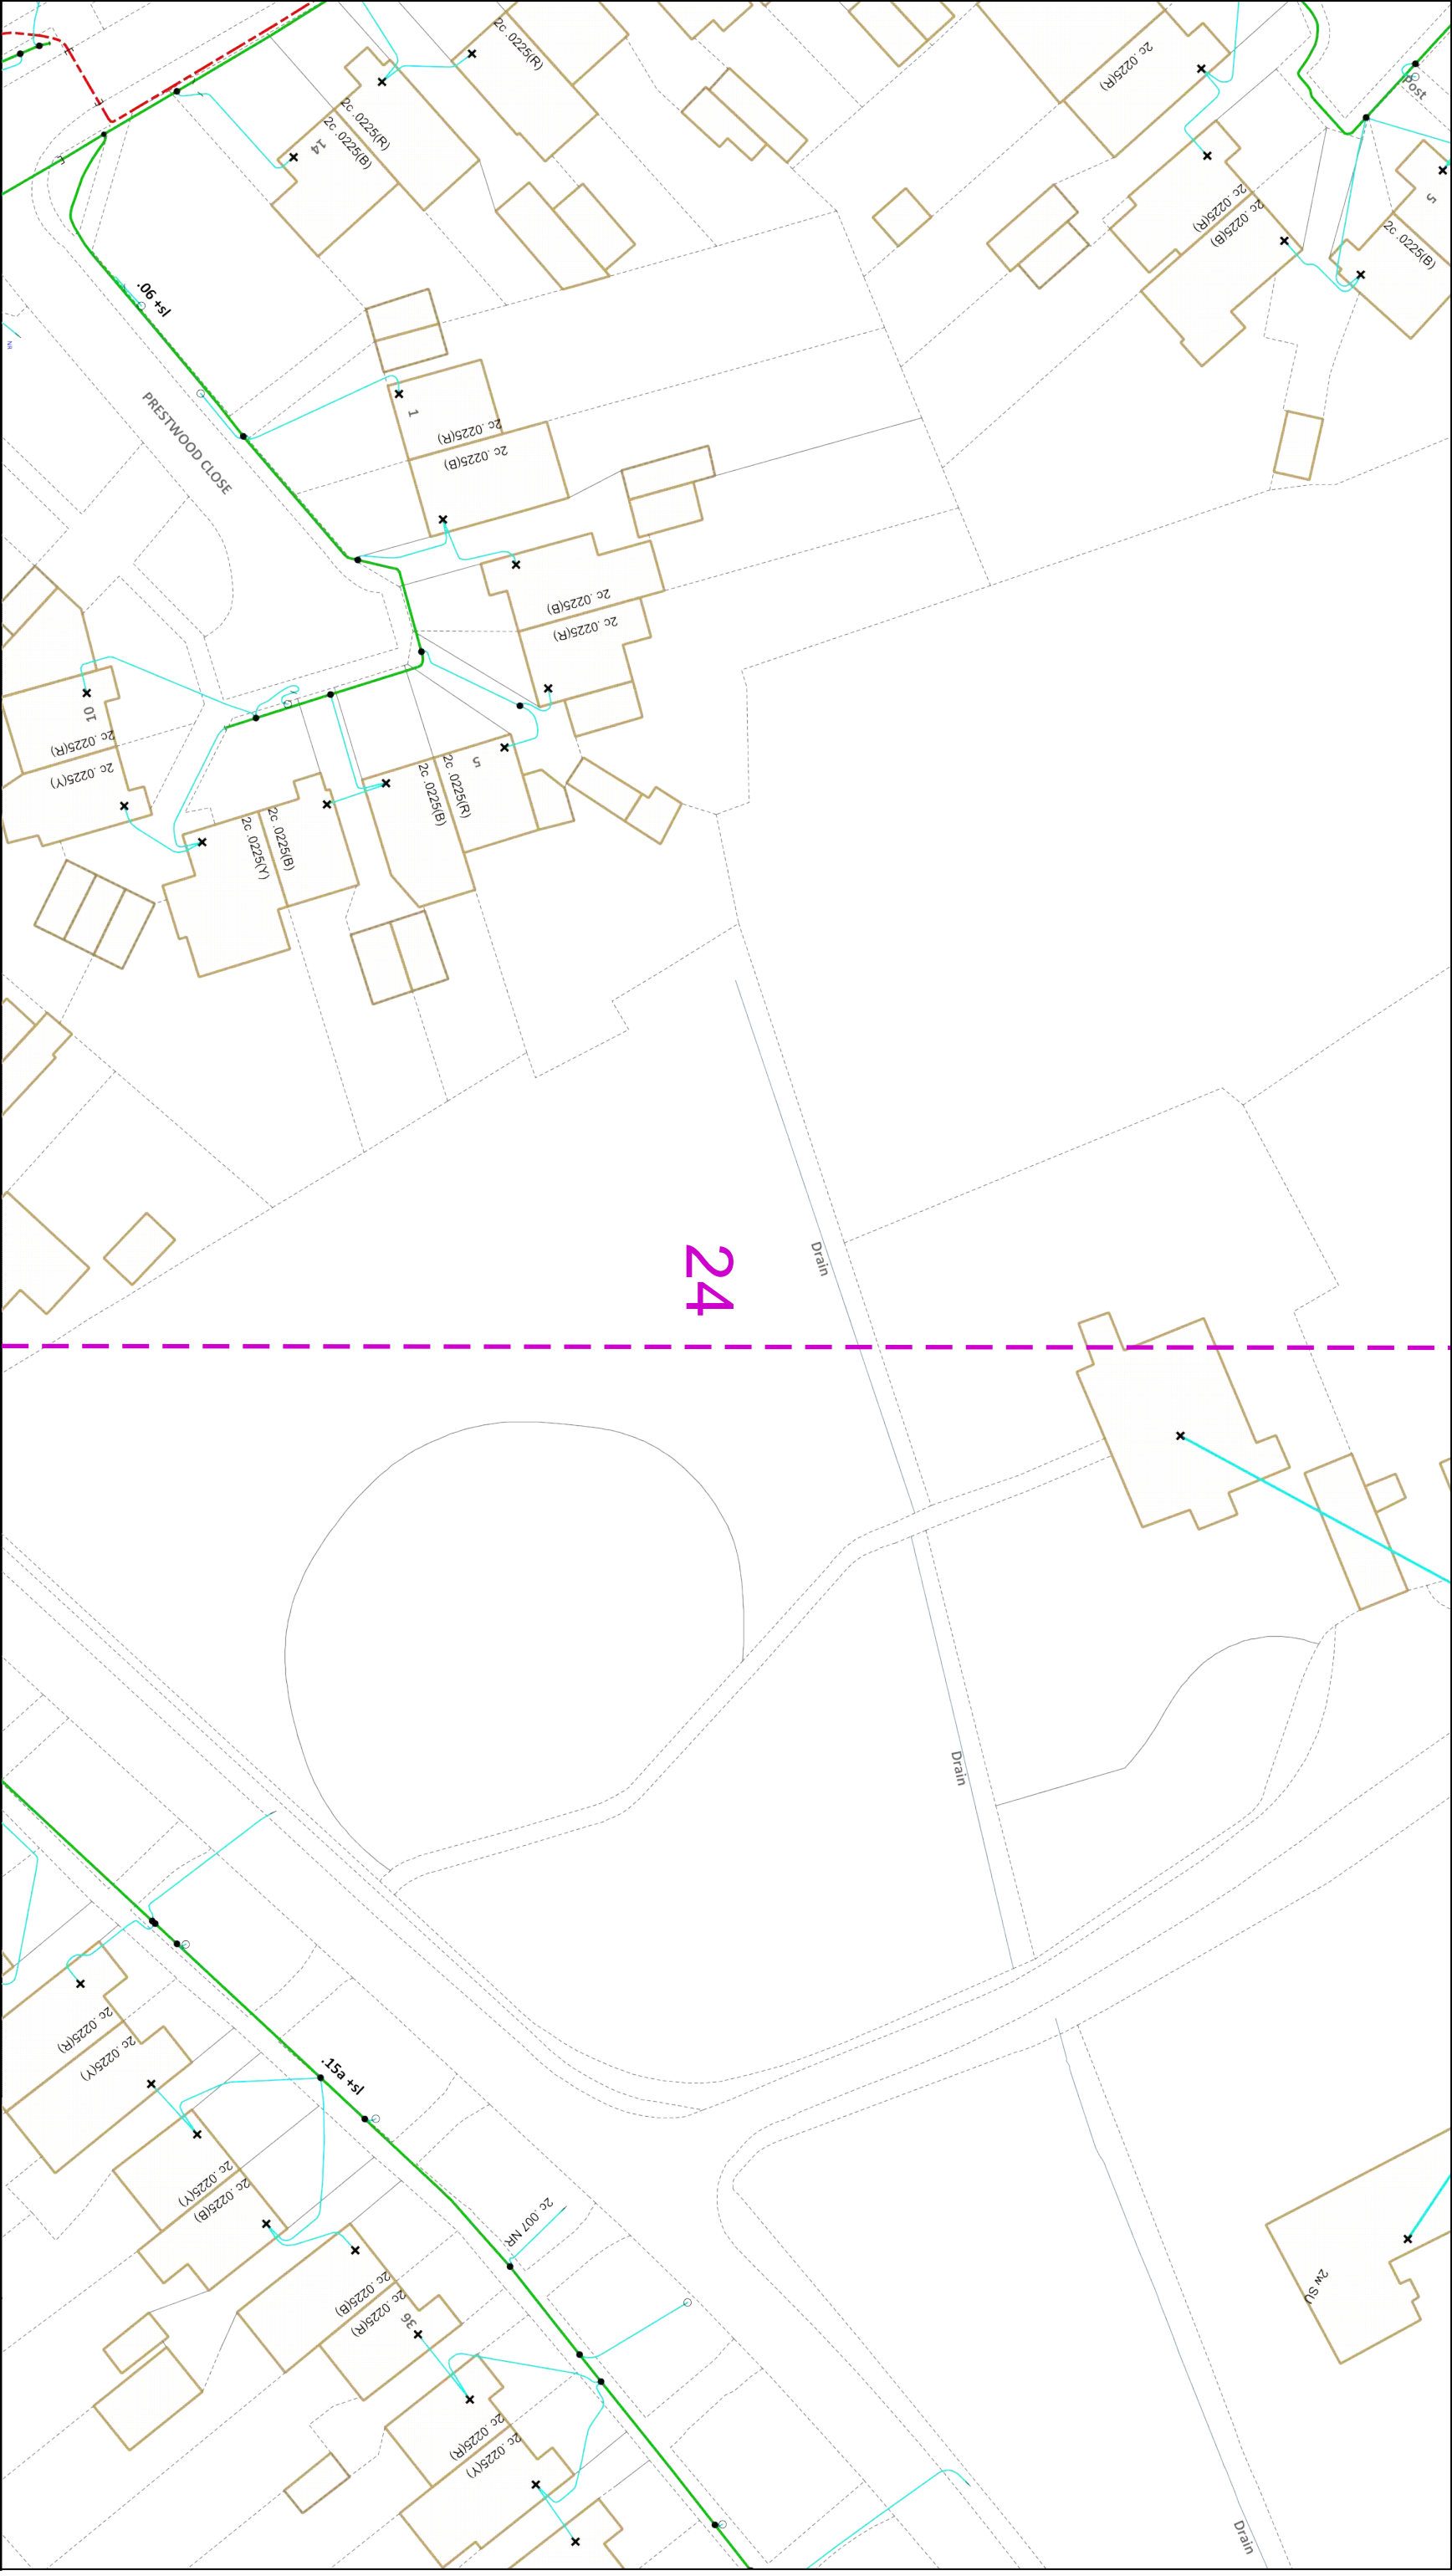 2c .0225(R)
2c .0225(R)
Post
2c .0225(R)
2c .0225(B)
14
5
2c .0225(R)
2c .0225(B)
2c .0225(B)
.06 +sl
NR
PRESTWOOD CLOSE
1
2c .0225(R)
2c .0225(B)
2c .0225(B)
2c .0225(R)
10
2c .0225(R)
2c .0225(Y)
5
2c .0225(R)
2c .0225(B)
2c .0225(B)
2c .0225(Y)
24
Drain
Drain
2c .0225(R)
2c .0225(Y)
.15a +sl
2c .0225(Y)
2c .0225(B)
2c .007 NR
2c .0225(B)
2c .0225(R)
36
2w SU
2c .0225(R)
2c .0225(Y)
Drain